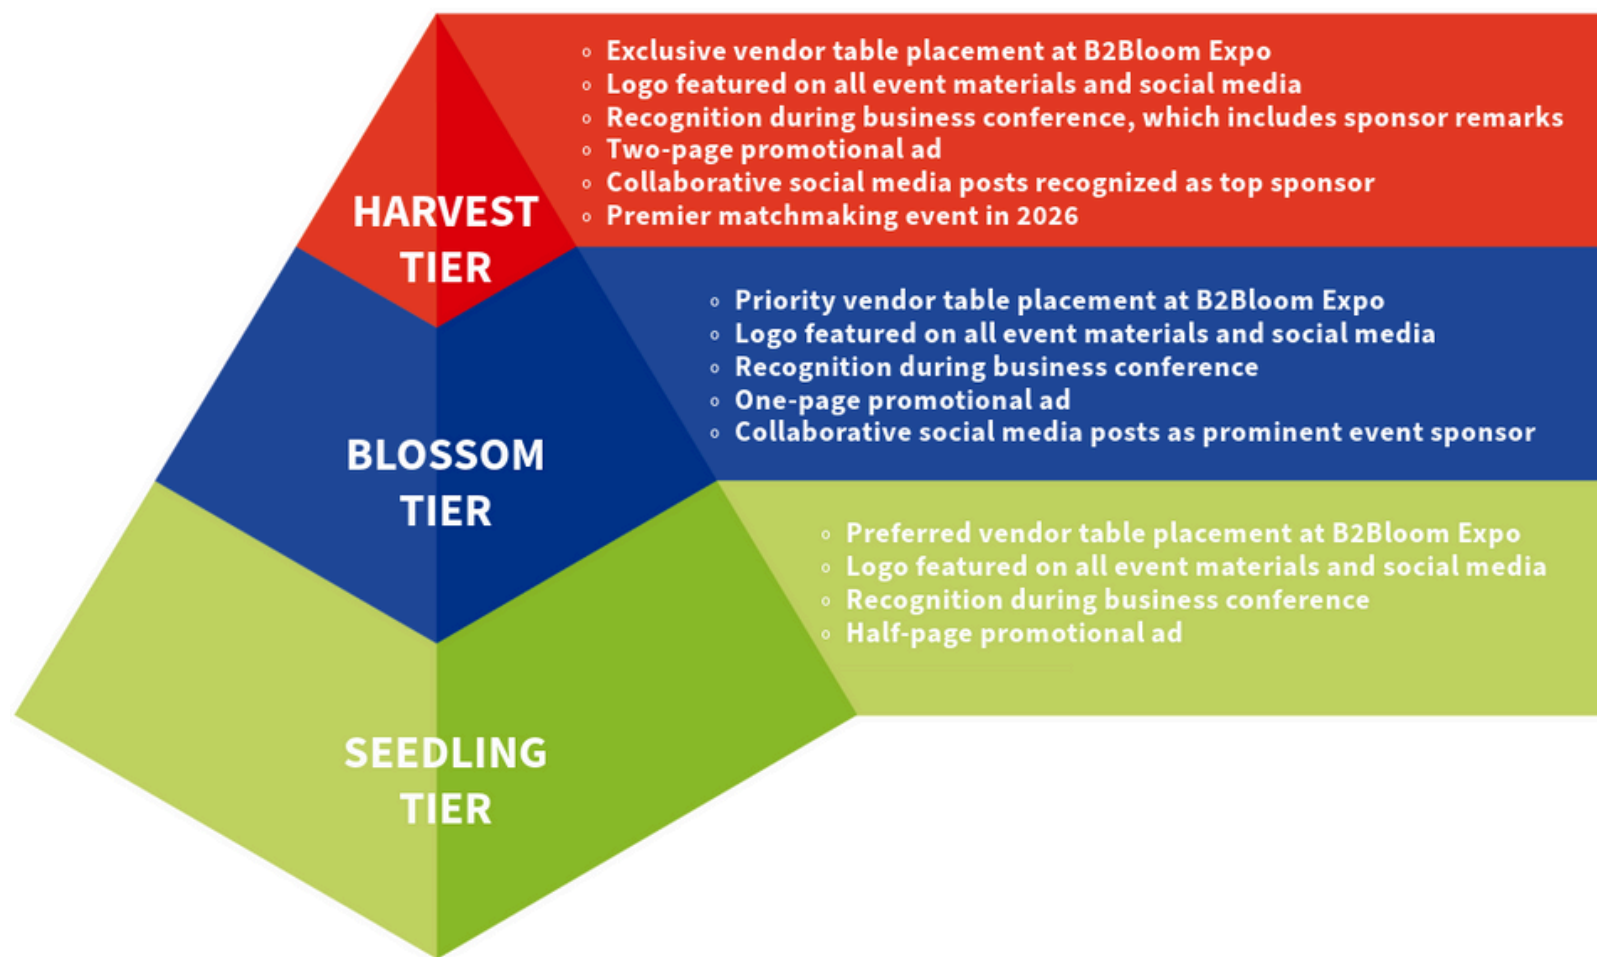 HARVEST
TIER
◦ Exclusive vendor table placement at B2Bloom Expo
◦ Logo featured on all event materials and social media
◦ Recognition during business conference, which includes sponsor remarks
◦ Two-page promotional ad
◦ Collaborative social media posts recognized as top sponsor
◦ Premier matchmaking event in 2026
BLOSSOM
TIER
◦ Priority vendor table placement at B2Bloom Expo
◦ Logo featured on all event materials and social media
◦ Recognition during business conference
◦ One-page promotional ad
◦ Collaborative social media posts as prominent event sponsor
SEEDLING
TIER
◦ Preferred vendor table placement at B2Bloom Expo
◦ Logo featured on all event materials and social media
◦ Recognition during business conference
◦ Half-page promotional ad